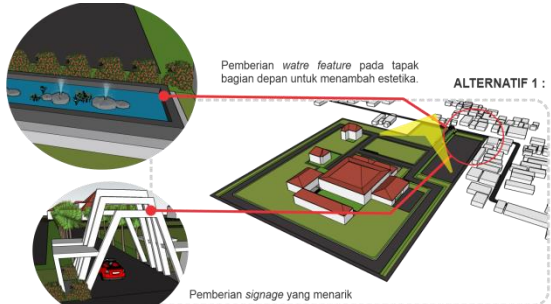 Pemberian watre feature pada tapak
bagian depan untuk menambah estetika.
ALTERNATIF 1 :
Pemberian signage yang menarik